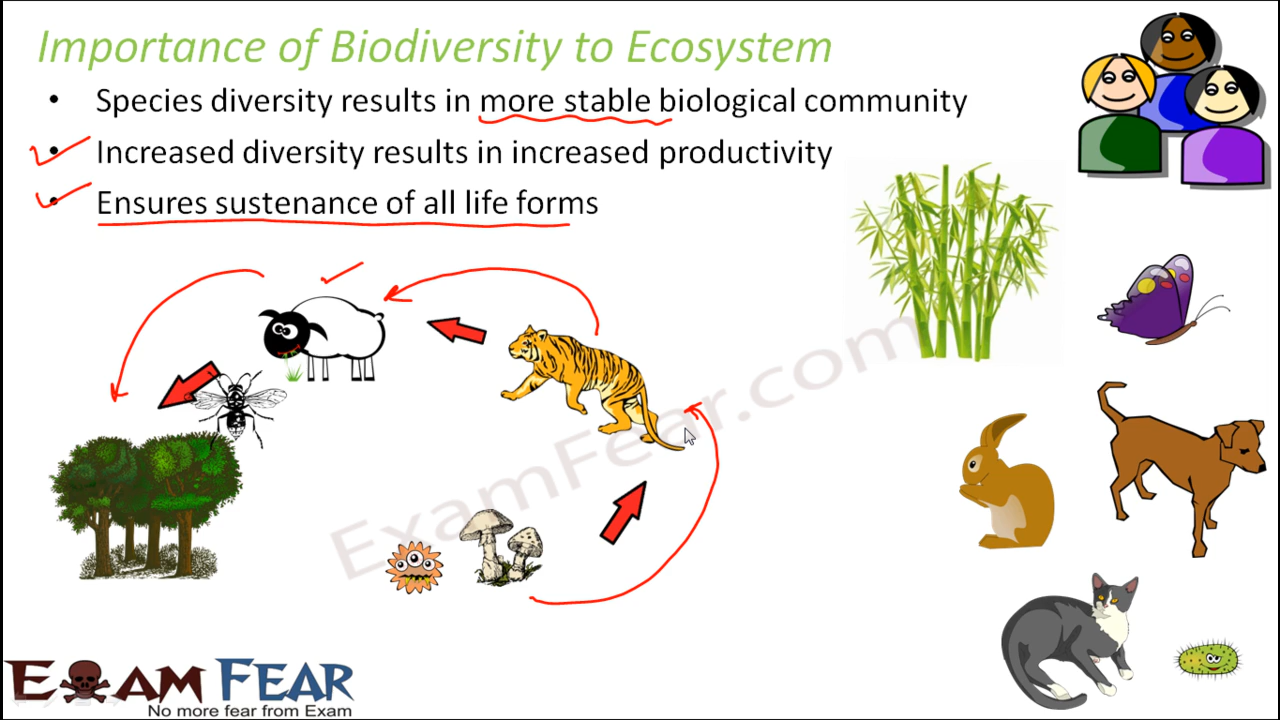 Importance of Biodiversity to Ecosystem
• Species diversity results in more stable biological community
• Increased diversity results in increased productivity
• Ensures sustenance of all life forms
ExamFear.com
EXAM FEAR
No more fear from Exam